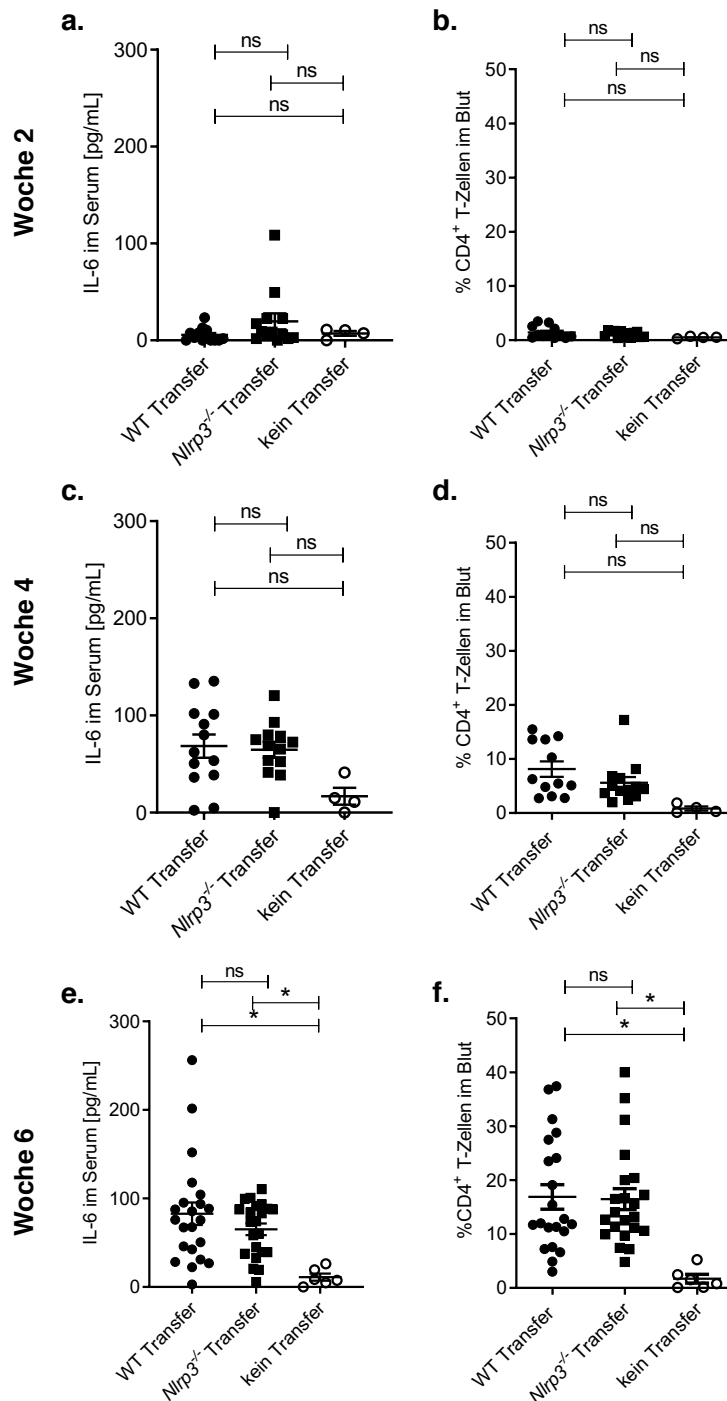 a.
ns
ns
ns
IL-6 im Serum [pg/mL]
300
200
100
0
WT Transfer
Nlrp3-/- Transfer
kein Transfer
b.
ns
ns
ns
% CD4+ T-Zellen im Blut
50
40
30
20
10
0
WT Transfer
Nlrp3-/- Transfer
kein Transfer
Woche 2
c.
ns
ns
ns
IL-6 im Serum [pg/mL]
300
200
100
0
WT Transfer
Nlrp3-/- Transfer
kein Transfer
d.
ns
ns
ns
% CD4+ T-Zellen im Blut
50
40
30
20
10
0
WT Transfer
Nlrp3-/- Transfer
kein Transfer
Woche 4
e.
ns
*
*
IL-6 im Serum [pg/mL]
300
200
100
0
WT Transfer
Nlrp3-/- Transfer
kein Transfer
f.
ns
*
*
%CD4+ T-Zellen im Blut
50
40
30
20
10
0
WT Transfer
Nlrp3-/- Transfer
kein Transfer
Woche 6